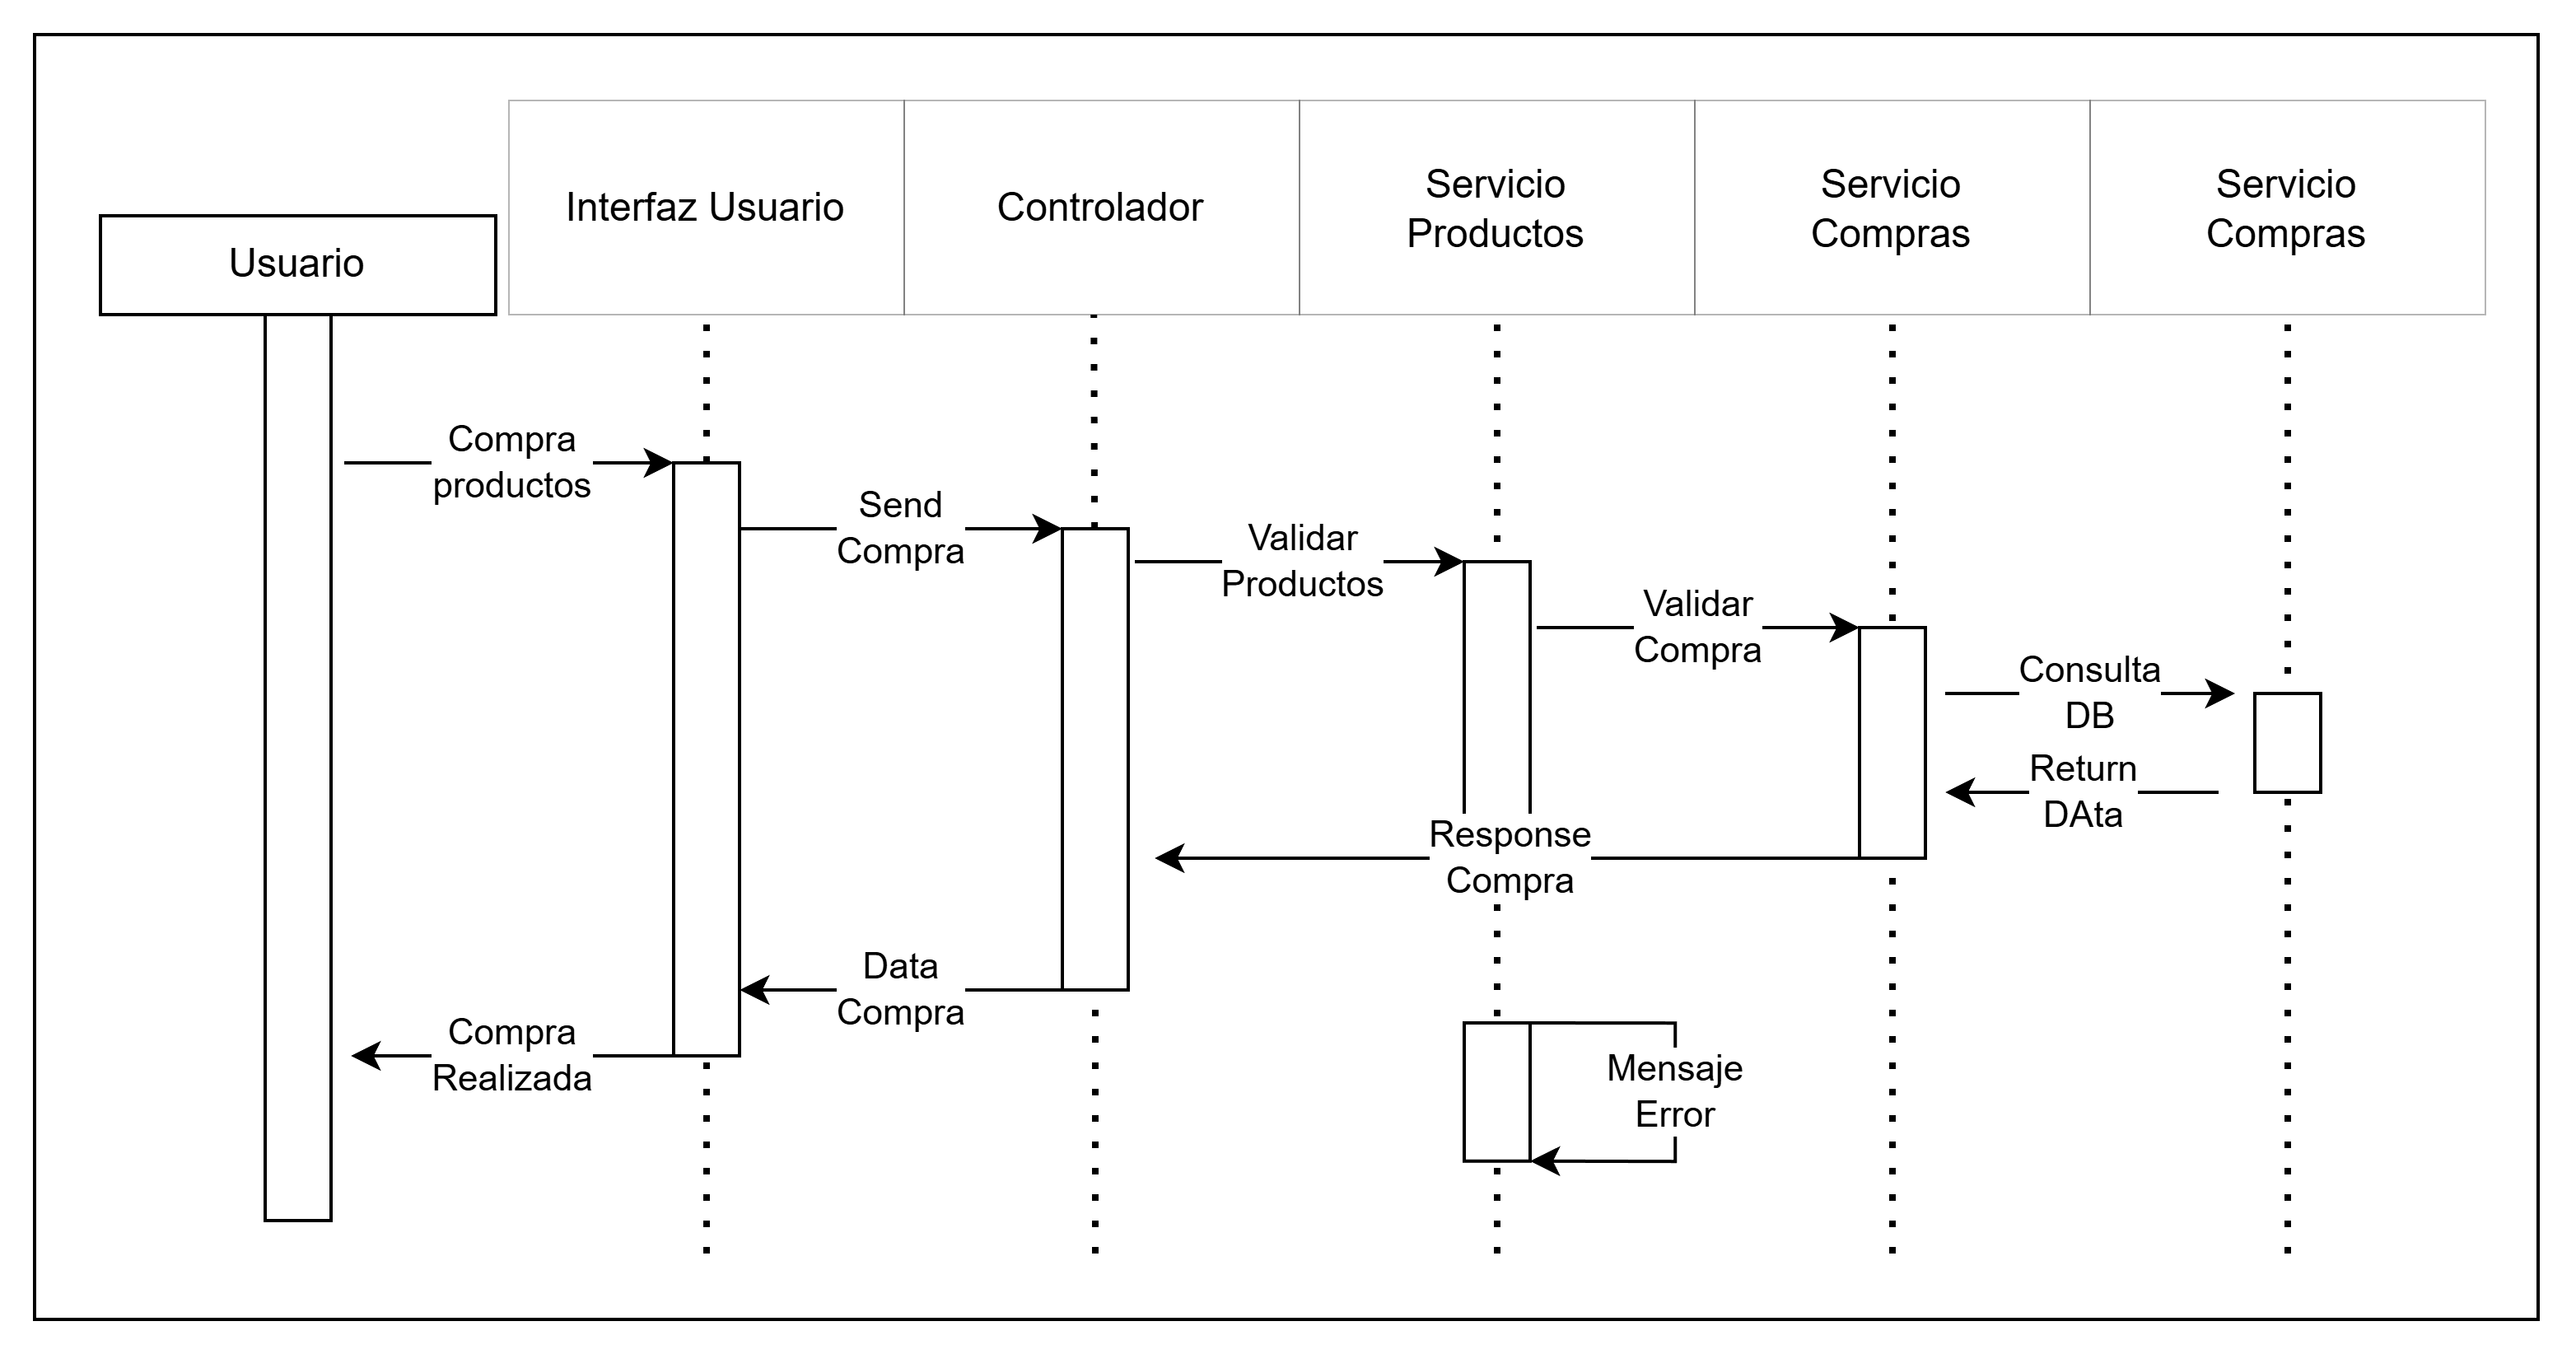 Usuario
Interfaz Usuario
Controlador
Servicio
Productos
Servicio
Compras
Servicio
Compras
Compra
productos
Send
Compra
Validar
Productos
Validar
Compra
Consulta
DB
Return
DAta
Response
Compra
Data
Compra
Compra
Realizada
Mensaje
Error